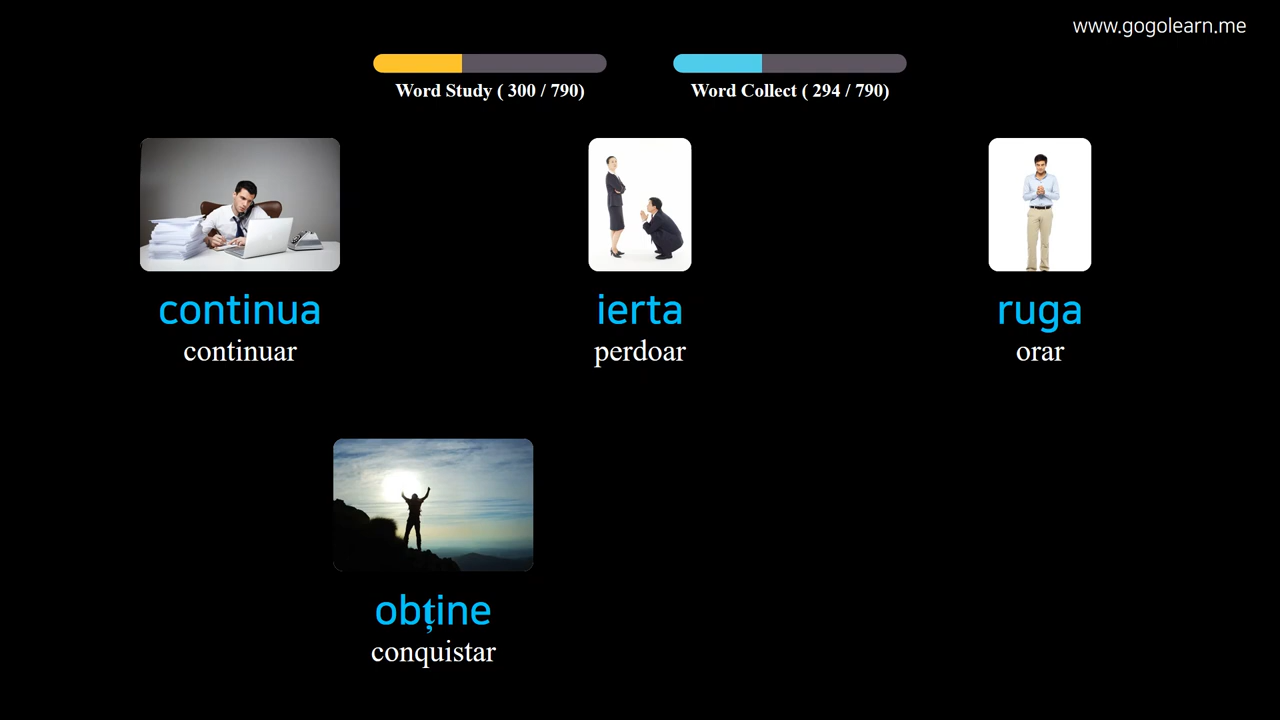 www.gogolearn.me
Word Study ( 300 / 790)
Word Collect ( 294 / 790)
continua
continuar
ierta
perdoar
ruga
orar
obține
conquistar